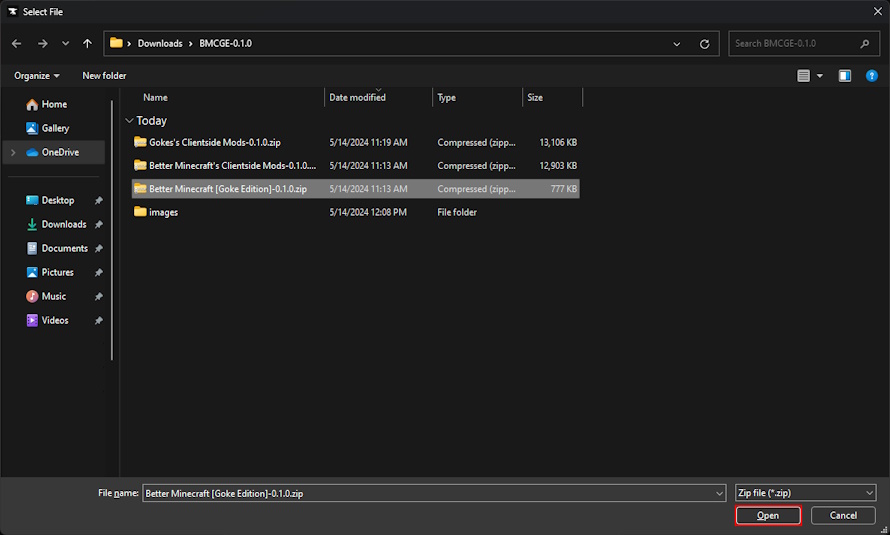 Select File
Downloads > BMCGE-0.1.0
Search BMCGE-0.1.0
Organize New folder
Name Date modified Type Size
Home
Gallery
OneDrive
Desktop
Downloads
Documents
Pictures
Music
Videos
Today
Gokes's Clientside Mods-0.1.0.zip 5/14/2024 11:19 AM Compressed (zipp... 13,106 KB
Better Minecraft's Clientside Mods-0.1.0.... 5/14/2024 11:13 AM Compressed (zipp... 12,903 KB
Better Minecraft [Goke Edition]-0.1.0.zip 5/14/2024 11:13 AM Compressed (zipp... 777 KB
images 5/14/2024 12:08 PM File folder
File name: Better Minecraft [Goke Edition]-0.1.0.zip Zip file (*.zip)
Open Cancel